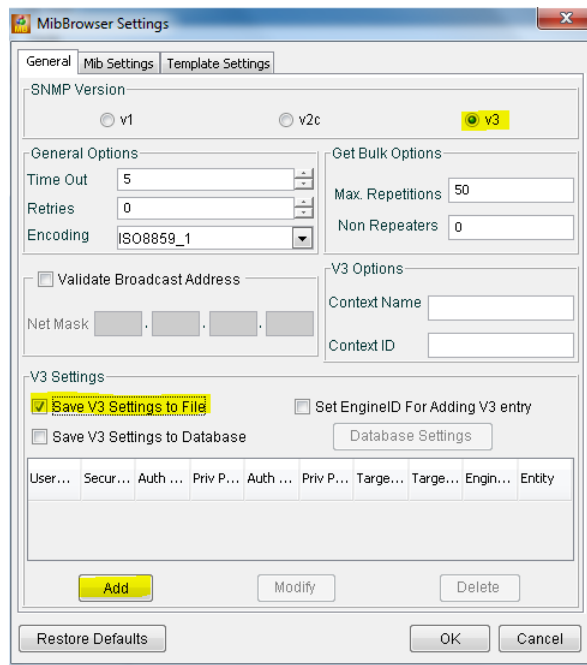 MibBrowser Settings
General Mib Settings Template Settings
SNMP Version
v1 v2c v3
General Options
Time Out 5
Retries 0
Encoding ISO8859_1
Get Bulk Options
Max. Repetitions 50
Non Repeaters 0
Validate Broadcast Address
Net Mask . . .
V3 Options
Context Name
Context ID
V3 Settings
Save V3 Settings to File Set EngineID For Adding V3 entry
Save V3 Settings to Database Database Settings
User... Secur... Auth ... Priv P... Auth ... Priv P... Targe... Targe... Engin... Entity
Add Modify Delete
Restore Defaults OK Cancel